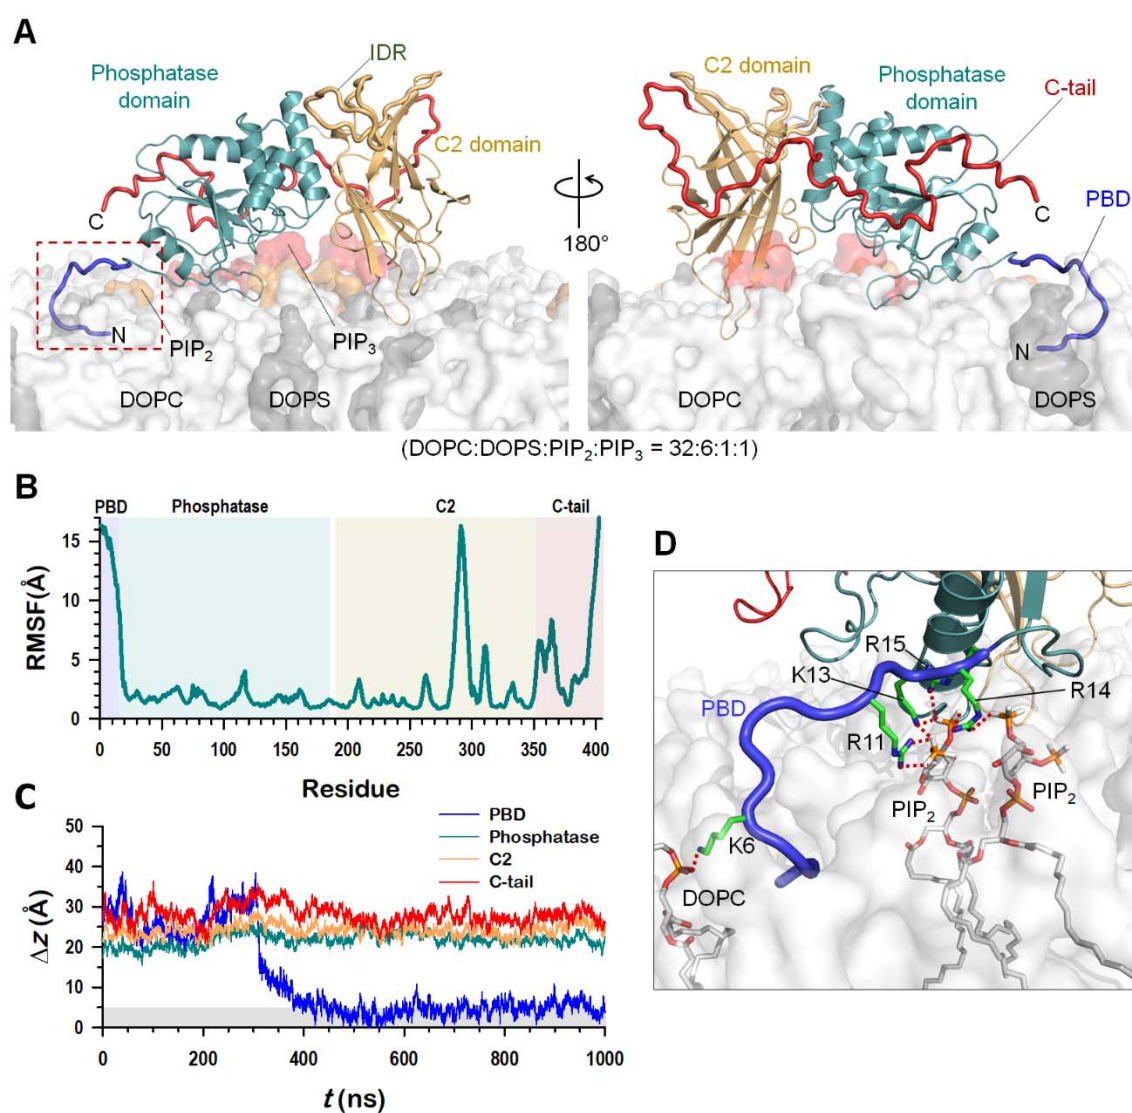 A
Phosphatase
domain
IDR
C2 domain
C
N
PIP2
PIP3
DOPC
DOPS
180°
C2 domain
Phosphatase
domain
C-tail
PBD
C
N
DOPC
DOPS
(DOPC:DOPS:PIP2:PIP3 = 32:6:1:1)
B
PBD
Phosphatase
C2
C-tail
RMSF(Å)
15
10
5
0
0 50 100 150 200 250 300 350 400
Residue
C
PBD
Phosphatase
C2
C-tail
Δz (Å)
50
40
30
20
10
0
0 200 400 600 800 1000
t (ns)
D
R15
K13
PBD
R14
R11
PIP2
PIP2
K6
DOPC